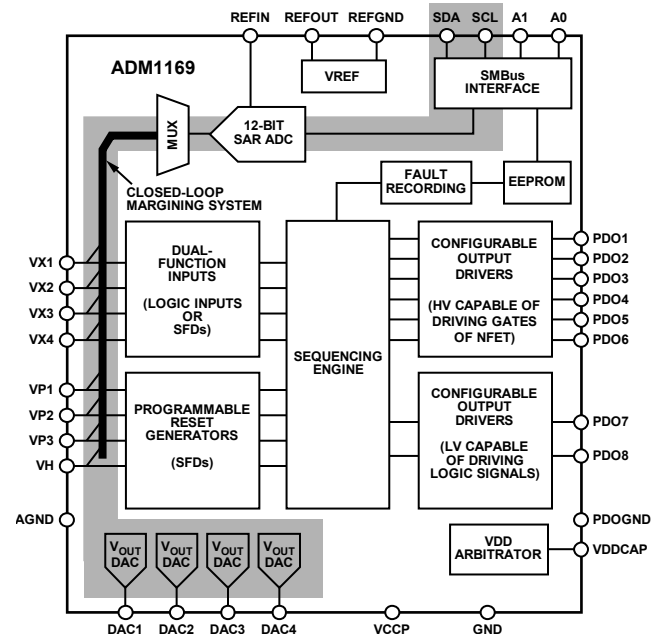 REFIN REFOUT REFGND SDA SCL A1 A0
ADM1169
VREF
SMBus
INTERFACE
MUX
12-BIT
SAR ADC
CLOSED-LOOP
MARGINING SYSTEM
FAULT
RECORDING
EEPROM
VX1
VX2
VX3
VX4
VP1
VP2
VP3
VH
AGND
DUAL-
FUNCTION
INPUTS
(LOGIC INPUTS
OR
SFDs)
PROGRAMMABLE
RESET
GENERATORS
(SFDs)
SEQUENCING
ENGINE
CONFIGURABLE
OUTPUT
DRIVERS
(HV CAPABLE OF
DRIVING GATES
OF NFET)
CONFIGURABLE
OUTPUT
DRIVERS
(LV CAPABLE
OF DRIVING
LOGIC SIGNALS)
PDO1
PDO2
PDO3
PDO4
PDO5
PDO6
PDO7
PDO8
PDOGND
VDDCAP
VDD
ARBITRATOR
VOUT
DAC
VOUT
DAC
VOUT
DAC
VOUT
DAC
DAC1 DAC2 DAC3 DAC4 VCCP GND